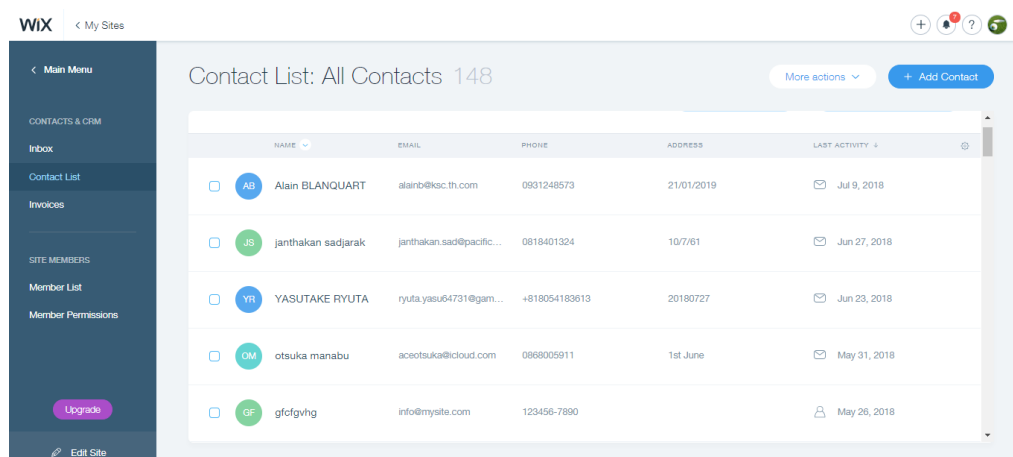 WiX
< My Sites
7
?
< Main Menu
CONTACTS & CRM
Inbox
Contact List
Invoices
SITE MEMBERS
Member List
Member Permissions
Upgrade
Edit Site
Contact List: All Contacts 148
More actions
+ Add Contact
NAME EMAIL PHONE ADDRESS LAST ACTIVITY ↓
AB Alain BLANQUART alainb@ksc.th.com 0931248573 21/01/2019 Jul 9, 2018
JS janthakan sadjarak janthakan.sad@pacific... 0818401324 10/7/61 Jun 27, 2018
YR YASUTAKE RYUTA ryuta.yasu64731@gam... +818054183613 20180727 Jun 23, 2018
OM otsuka manabu aceotsuka@icloud.com 0868005911 1st June May 31, 2018
GF gfcfgvhg info@mysite.com 123456-7890 May 26, 2018